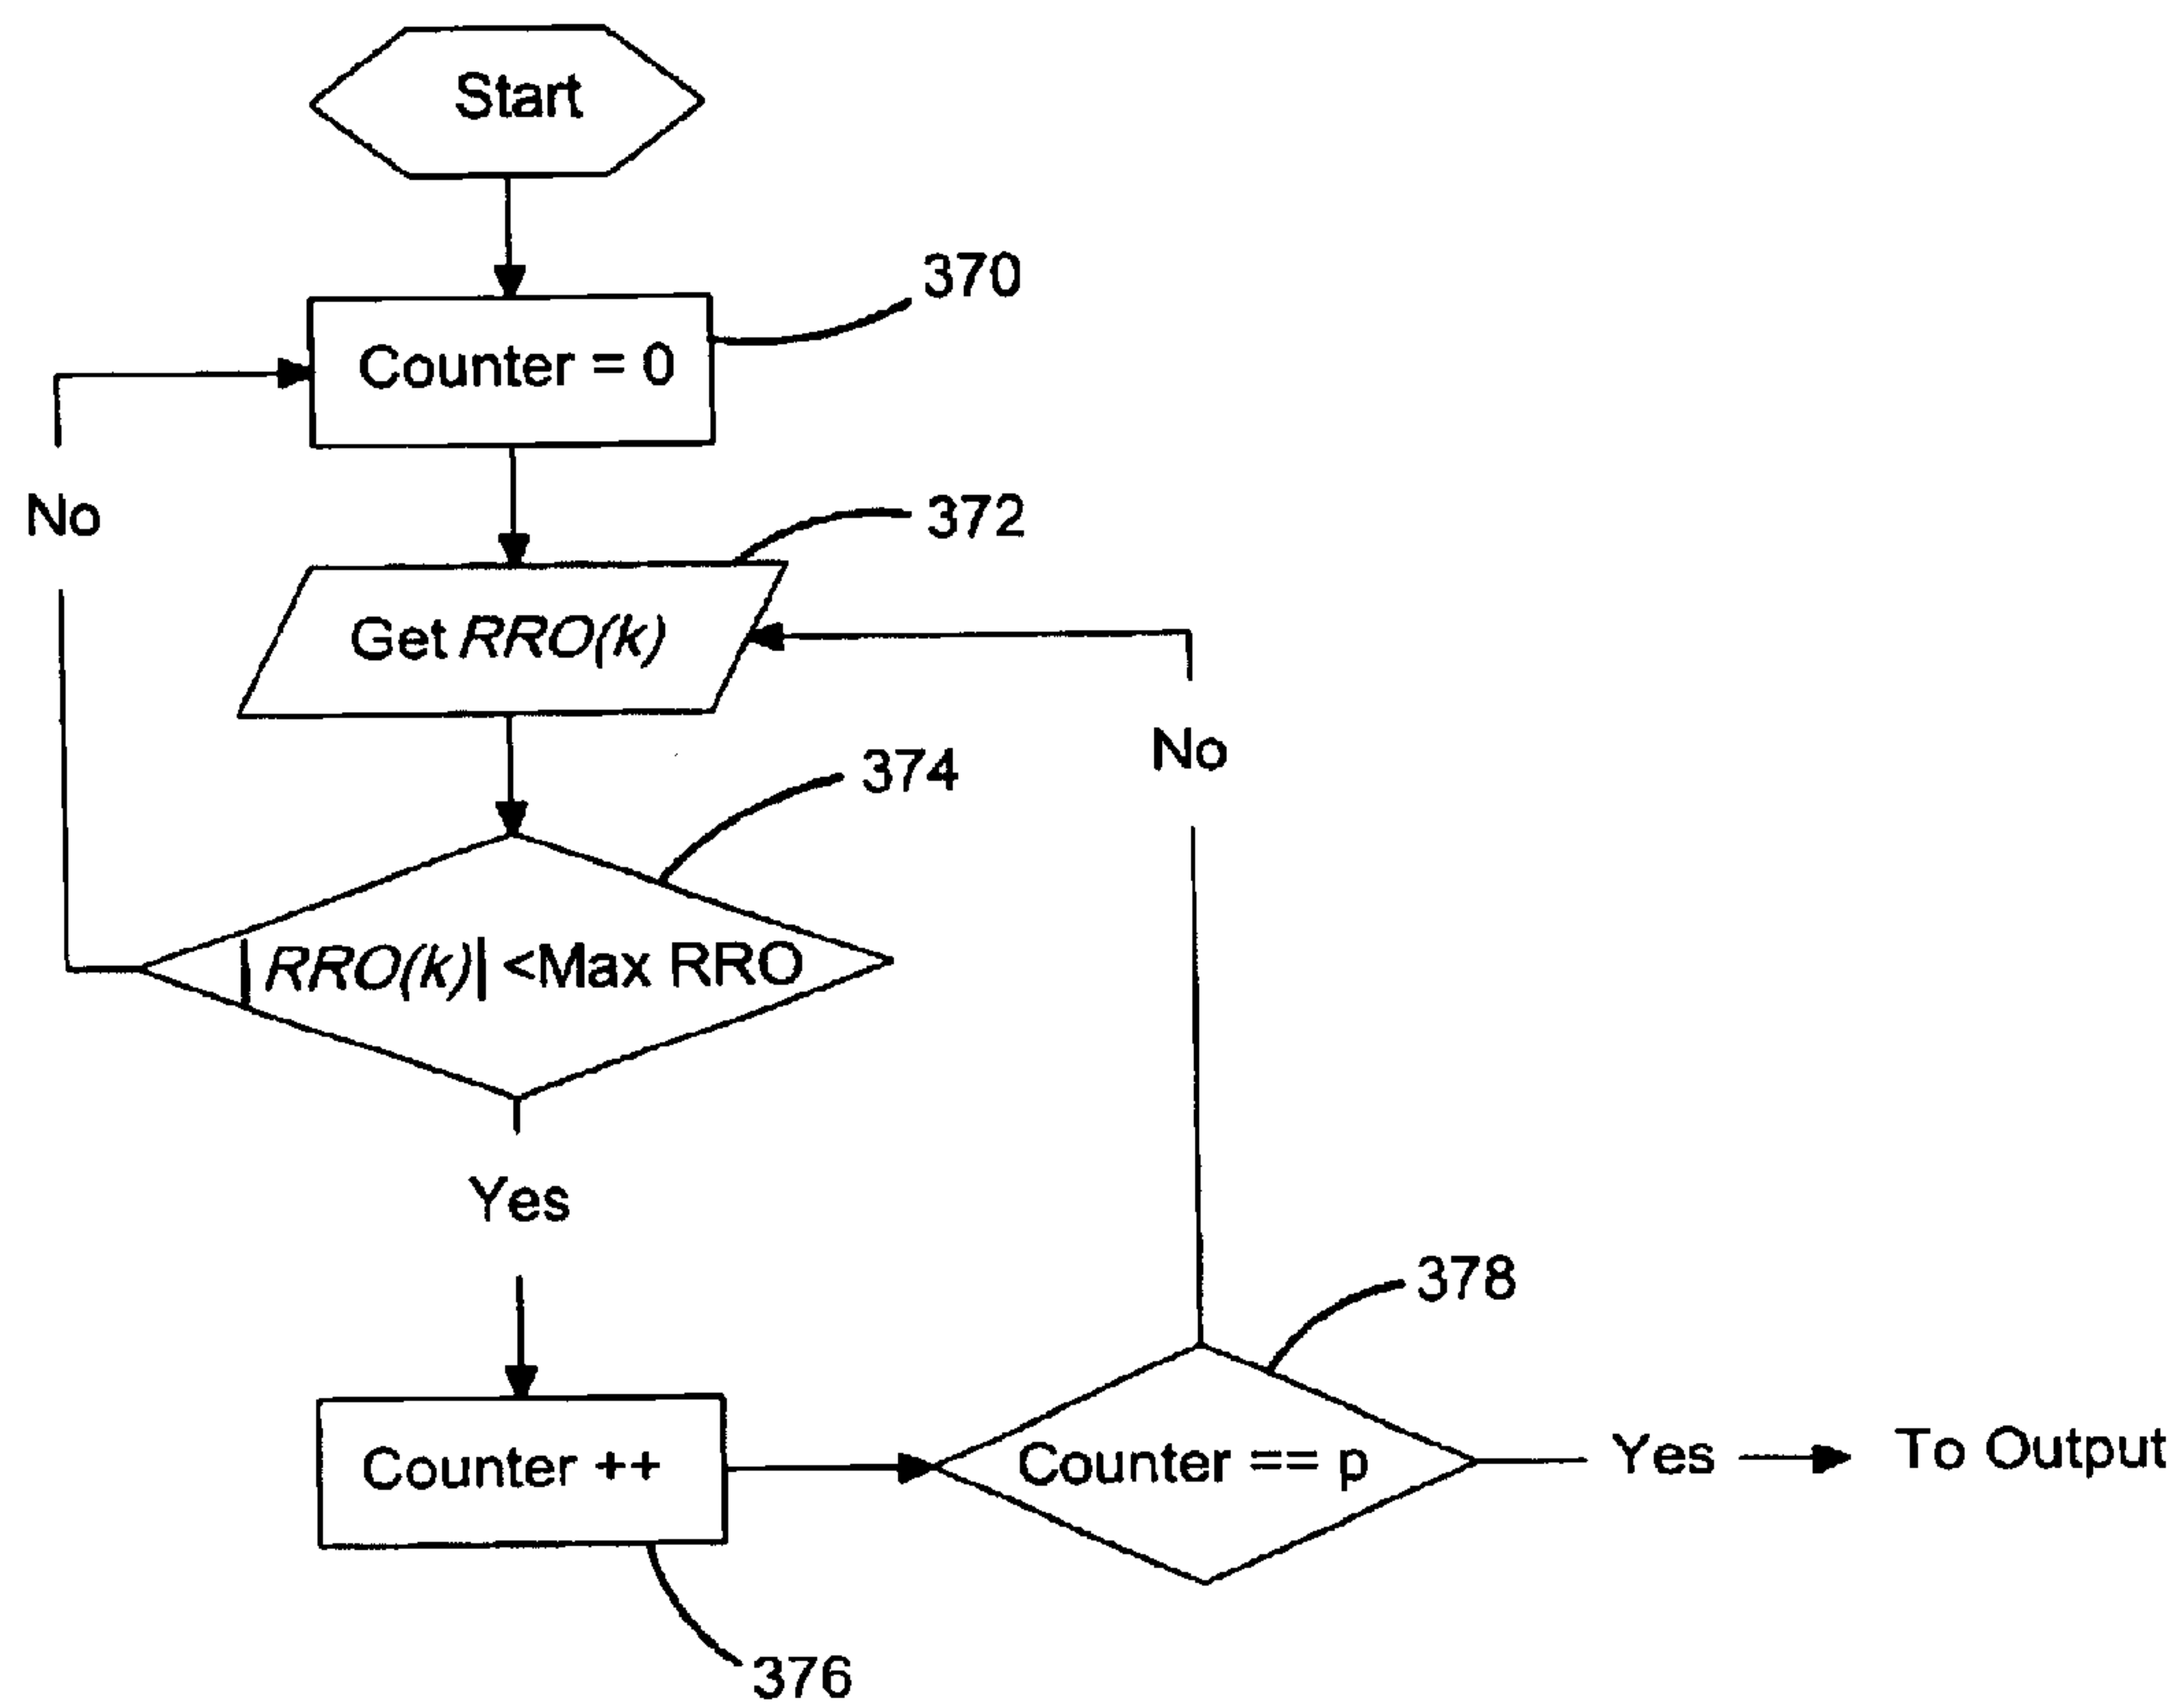 Start
370
Counter = 0
No
372
Get RRO(k)
No
374
|RRO(k)| <Max RRO
Yes
378
Counter ++
Counter == p
Yes
To Output
376